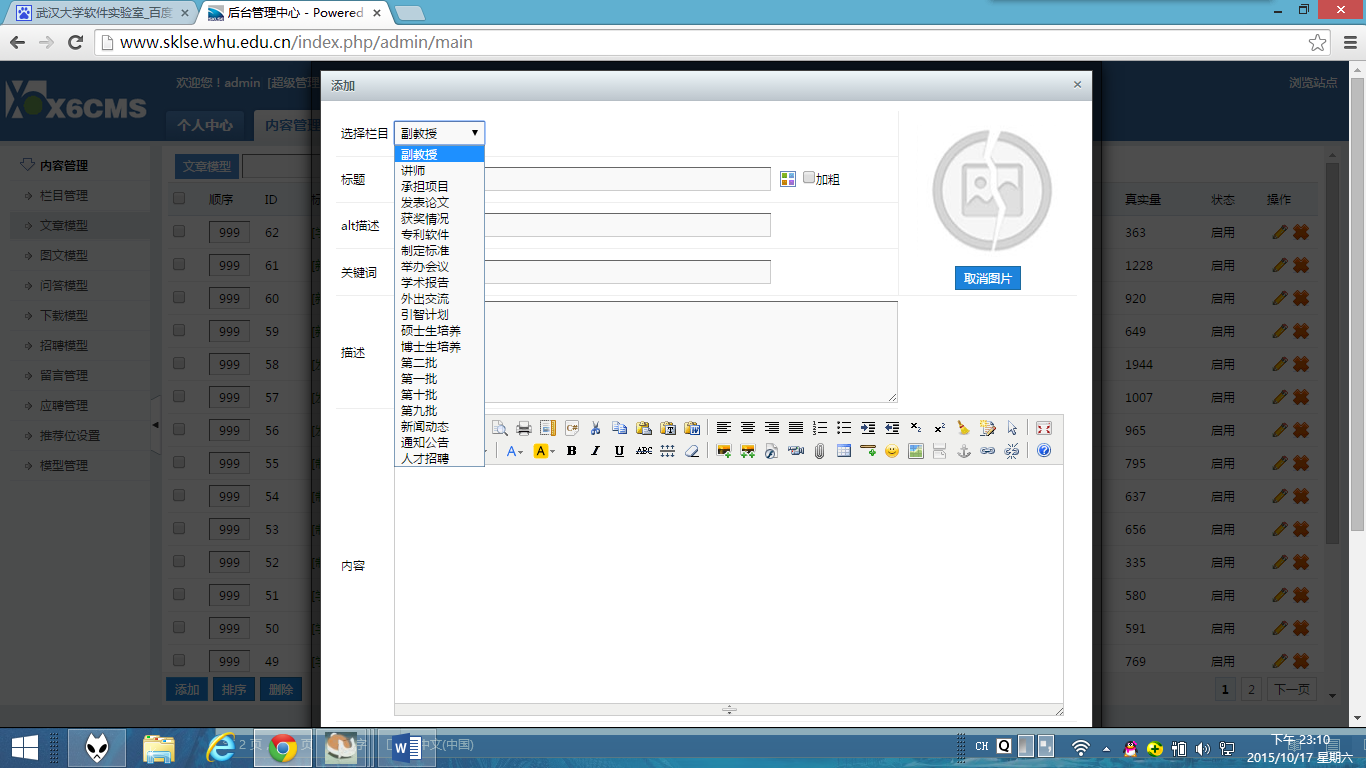 武汉大学软件实验室_百度
后台管理中心 - Powered
www.sklse.whu.edu.cn/index.php/admin/main
X6CMS
欢迎您！admin [超级管理
浏览站点
个人中心
内容管理
内容管理
栏目管理
文章模型
图文模型
问答模型
下载模型
招聘模型
留言管理
应聘管理
推荐位设置
模型管理
文章模型
顺序 ID 真实量 状态 操作
999 62 363 启用
999 61 1228 启用
999 60 920 启用
999 59 649 启用
999 58 1944 启用
999 57 1007 启用
999 56 965 启用
999 55 795 启用
999 54 637 启用
999 53 656 启用
999 52 335 启用
999 51 580 启用
999 50 591 启用
999 49 769 启用
添加 排序 删除
1 2 下一页
添加
选择栏目 副教授
副教授
讲师
承担项目
发表论文
获奖情况
专利软件
制定标准
举办会议
学术报告
外出交流
引智计划
硕士生培养
博士生培养
第二批
第一批
第十批
第九批
新闻动态
通知公告
人才招聘
标题
加粗
alt描述
关键词
取消图片
描述
内容
2 页
字
中文(中国)
CH
下午 23:10
2015/10/17 星期六